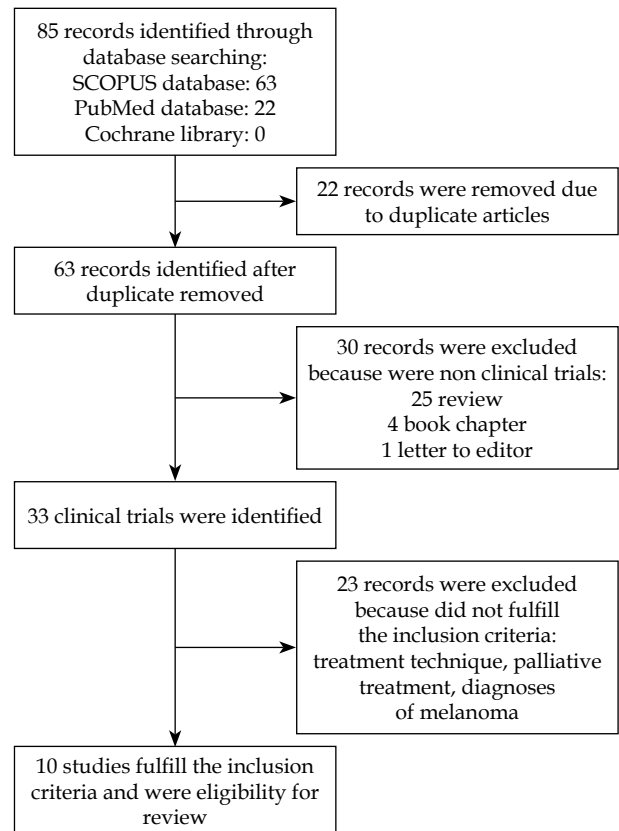 85 records identified through
database searching:
SCOPUS database: 63
PubMed database: 22
Cochrane library: 0
22 records were removed due
to duplicate articles
63 records identified after
duplicate removed
30 records were excluded
because were non clinical trials:
25 review
4 book chapter
1 letter to editor
33 clinical trials were identified
23 records were excluded
because did not fulfill
the inclusion criteria:
treatment technique, palliative
treatment, diagnoses
of melanoma
10 studies fulfill the inclusion
criteria and were eligibility for
review